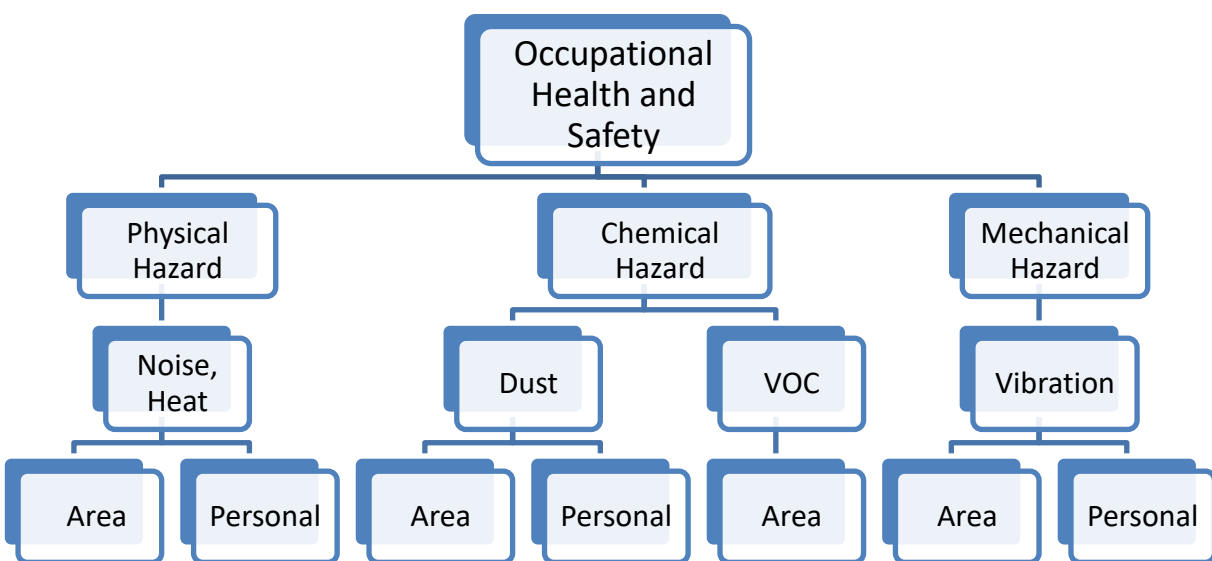 Occupational
Health and
Safety
Physical
Hazard
Chemical
Hazard
Mechanical
Hazard
Noise,
Heat
Dust
VOC
Vibration
Area
Personal
Area
Personal
Area
Area
Personal